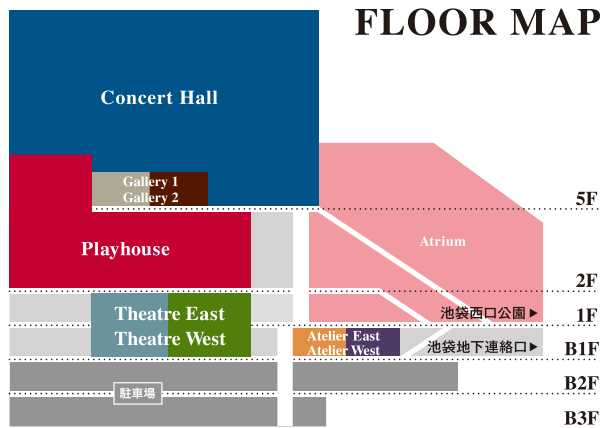 FLOOR MAP
Concert Hall
Gallery 1
Gallery 2
5F
Playhouse
Atrium
2F
Theatre East
Theatre West
池袋西口公園▶
1F
Atelier East
Atelier West
池袋地下連絡口▶
B1F
B2F
駐車場
B3F